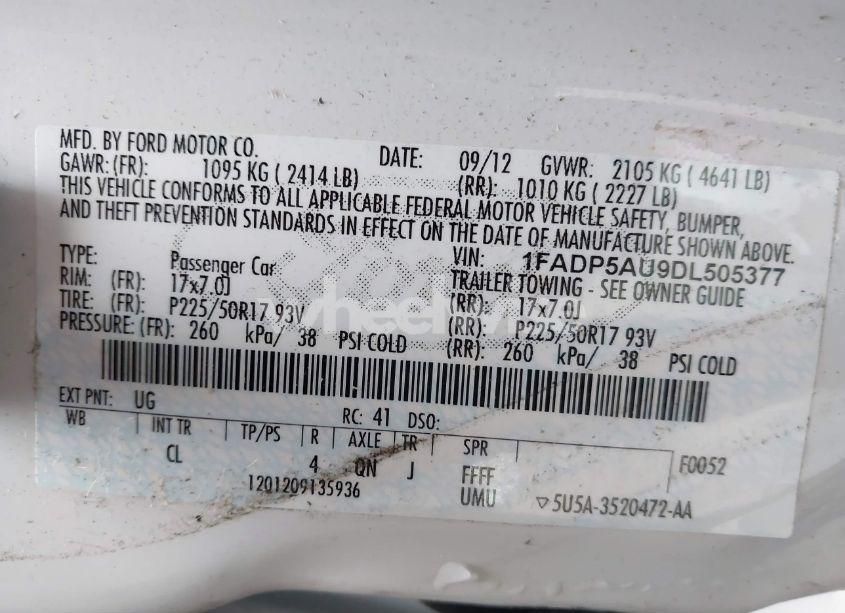 MFD. BY FORD MOTOR CO. DATE: 09/12 GVWR: 2105 KG ( 4641 LB)
GAWR: (FR): 1095 KG ( 2414 LB) (RR): 1010 KG ( 2227 LB)
THIS VEHICLE CONFORMS TO ALL APPLICABLE FEDERAL MOTOR VEHICLE SAFETY, BUMPER,
AND THEFT PREVENTION STANDARDS IN EFFECT ON THE DATE OF MANUFACTURE SHOWN ABOVE.
VIN: 1FADP5AU9DL505377
TYPE: Passenger Car TRAILER TOWING - SEE OWNER GUIDE
RIM: (FR): 17x7.0J (RR): 17x7.0J
TIRE: (FR): P225/50R17 93V (RR): P225/50R17 93V
PRESSURE: (FR): 260 kPa/ 38 PSI COLD (RR): 260 kPa/ 38 PSI COLD
EXT PNT: UG RC: 41 DSO:
WB INT TR TP/PS R AXLE TR SPR
CL 4 QN J FFFF F0052
1201209135936 UMU 5U5A-3520472-AA